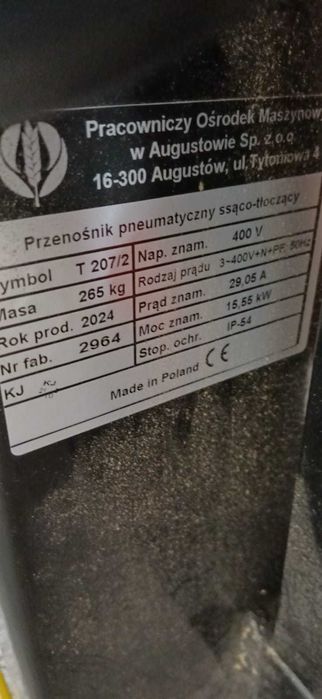 Pracowniczy Ośrodek Maszynow
w Augustowie Sp. z o.o
16-300 Augustów, ul. Tytoniowa 4
Przenośnik pneumatyczny ssąco-tłoczący
ymbol T 207/2 Nap. znam. 400 V
Masa 265 kg Rodzaj prądu 3~400V+N+PE, 50Hz
Rok prod. 2024 Prąd znam. 29,05 A
Nr fab. 2964 Moc znam. 15,55 kW
KJ Stop. ochr. IP-54
Made in Poland CE